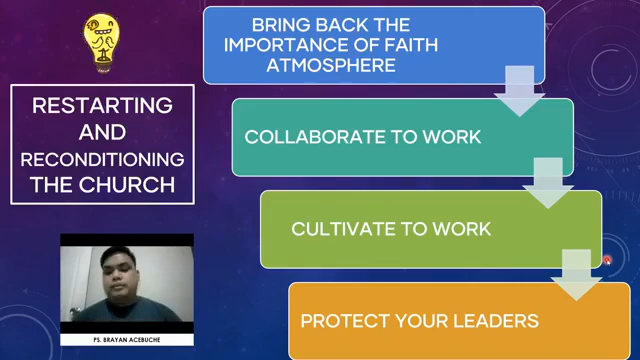 RESTARTING
AND
RECONDITIONING
THE CHURCH
PS. BRAYAN ACEBUCHE
BRING BACK THE
IMPORTANCE OF FAITH
ATMOSPHERE
COLLABORATE TO WORK
CULTIVATE TO WORK
PROTECT YOUR LEADERS